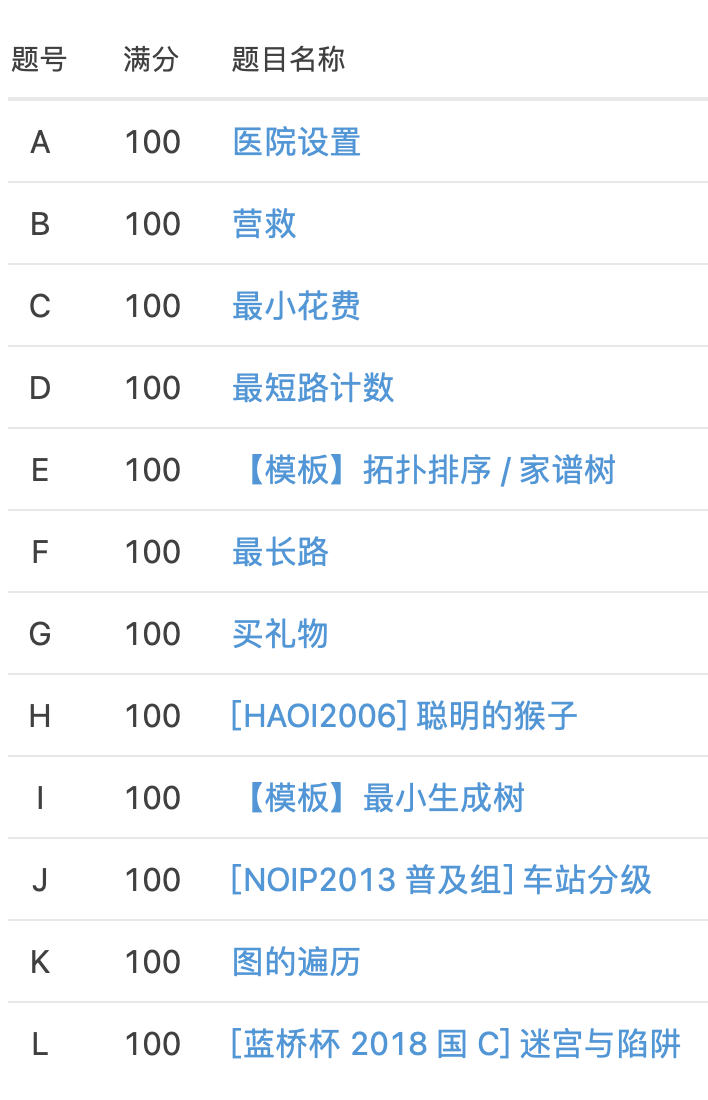 题号 满分 题目名称
A 100 医院设置
B 100 营救
C 100 最小花费
D 100 最短路计数
E 100 【模板】拓扑排序 / 家谱树
F 100 最长路
G 100 买礼物
H 100 [HAOI2006] 聪明的猴子
I 100 【模板】最小生成树
J 100 [NOIP2013 普及组] 车站分级
K 100 图的遍历
L 100 [蓝桥杯 2018 国 C] 迷宫与陷阱